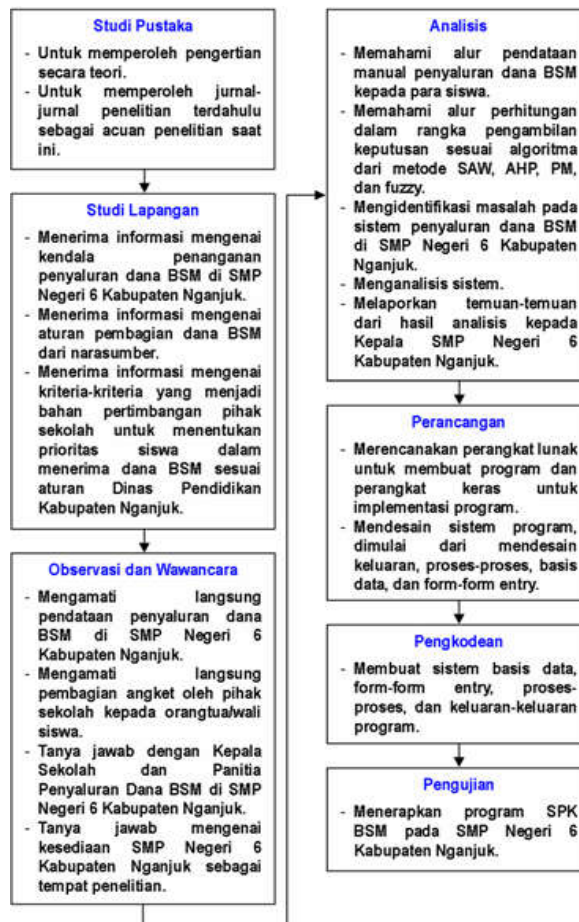 Studi Pustaka
- Untuk memperoleh pengertian
secara teori.
- Untuk memperoleh jurnal-
jurnal penelitian terdahulu
sebagai acuan penelitian saat
ini.
Studi Lapangan
- Menerima informasi mengenai
kendala penanganan
penyaluran dana BSM di SMP
Negeri 6 Kabupaten Nganjuk.
- Menerima informasi mengenai
aturan pembagian dana BSM
dari narasumber.
- Menerima informasi mengenai
kriteria-kriteria yang menjadi
bahan pertimbangan pihak
sekolah untuk menentukan
prioritas siswa dalam
menerima dana BSM sesuai
aturan Dinas Pendidikan
Kabupaten Nganjuk.
Observasi dan Wawancara
- Mengamati langsung
pendataan penyaluran dana
BSM di SMP Negeri 6
Kabupaten Nganjuk.
- Mengamati langsung
pembagian angket oleh pihak
sekolah kepada orangtua/wali
siswa.
- Tanya jawab dengan Kepala
Sekolah dan Panitia
Penyaluran Dana BSM di SMP
Negeri 6 Kabupaten Nganjuk.
- Tanya jawab mengenai
kesediaan SMP Negeri 6
Kabupaten Nganjuk sebagai
tempat penelitian.
Analisis
- Memahami alur pendataan
manual penyaluran dana BSM
kepada para siswa.
- Memahami alur perhitungan
dalam rangka pengambilan
keputusan sesuai algoritma
dari metode SAW, AHP, PM,
dan fuzzy.
- Mengidentifikasi masalah pada
sistem penyaluran dana BSM
di SMP Negeri 6 Kabupaten
Nganjuk.
- Menganalisis sistem.
- Melaporkan temuan-temuan
dari hasil analisis kepada
Kepala SMP Negeri 6
Kabupaten Nganjuk.
Perancangan
- Merencanakan perangkat lunak
untuk membuat program dan
perangkat keras untuk
implementasi program.
- Mendesain sistem program,
dimulai dari mendesain
keluaran, proses-proses, basis
data, dan form-form entry.
Pengkodean
- Membuat sistem basis data,
form-form entry, proses-
proses, dan keluaran-keluaran
program.
Pengujian
- Menerapkan program SPK
BSM pada SMP Negeri 6
Kabupaten Nganjuk.